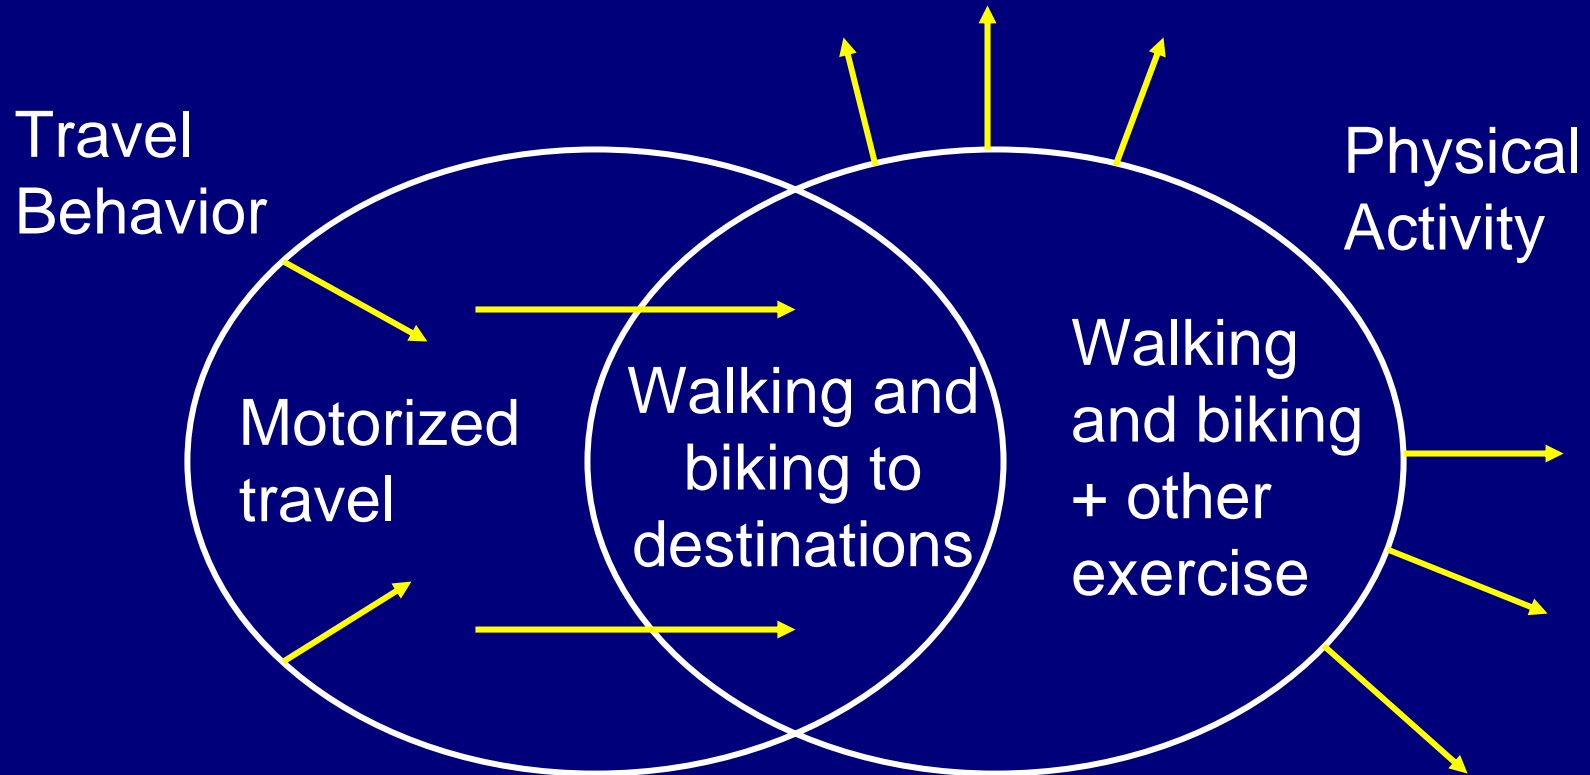 Travel
Behavior
Physical
Activity
Motorized
travel
Walking and
biking to
destinations
Walking
and biking
+ other
exercise